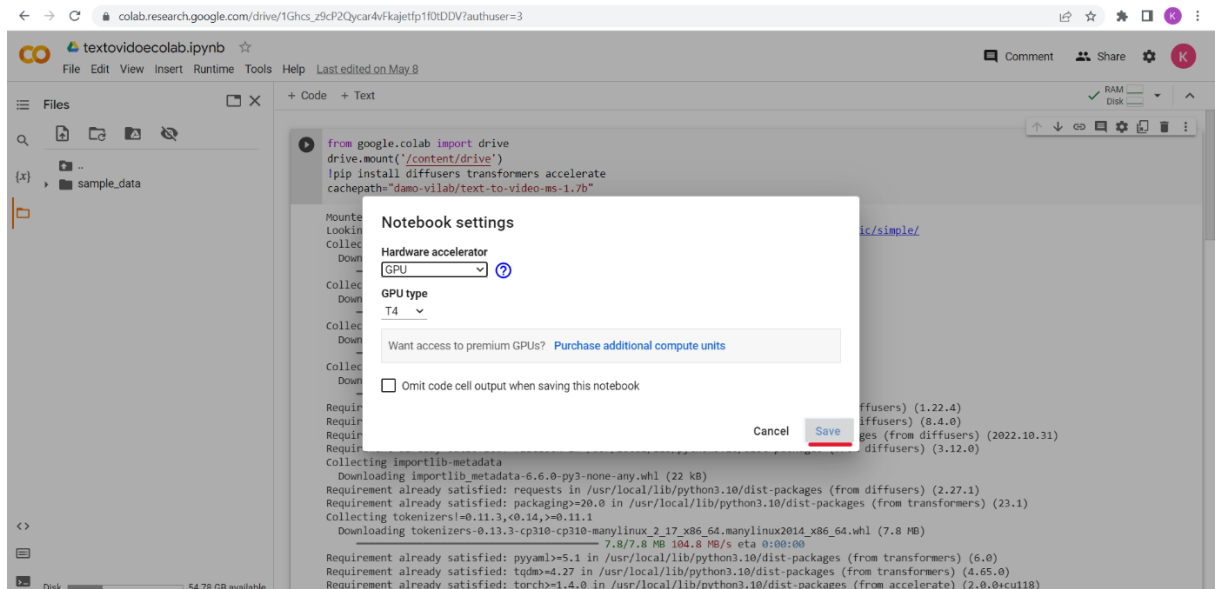 colab.research.google.com/drive/1Ghcs_z9cP2Qycar4vFkajetfp1f0tDDV?authuser=3
K
CO
textovidoecolab.ipynb
File Edit View Insert Runtime Tools Help Last edited on May 8
Comment
Share
K
Files
+ Code + Text
RAM
Disk
..
{x}
sample_data
from google.colab import drive
drive.mount('/content/drive')
!pip install diffusers transformers accelerate
cachepath="damo-vilab/text-to-video-ms-1.7b"
Mounte
Lookin ic/simple/
Collec
Down
Collec
Down
Collec
Down
Collec
Down
Notebook settings
Hardware accelerator
GPU
?
GPU type
T4
Want access to premium GPUs? Purchase additional compute units
Omit code cell output when saving this notebook
Cancel Save
Requir ffusers) (1.22.4)
Requir iffusers) (8.4.0)
Requir ges (from diffusers) (2022.10.31)
Requir diffusers) (3.12.0)
Collecting importlib-metadata
Downloading importlib_metadata-6.6.0-py3-none-any.whl (22 kB)
Requirement already satisfied: requests in /usr/local/lib/python3.10/dist-packages (from diffusers) (2.27.1)
Requirement already satisfied: packaging>=20.0 in /usr/local/lib/python3.10/dist-packages (from transformers) (23.1)
Collecting tokenizers!=0.11.3,<0.14,>=0.11.1
Downloading tokenizers-0.13.3-cp310-cp310-manylinux_2_17_x86_64.manylinux2014_x86_64.whl (7.8 MB)
7.8/7.8 MB 104.8 MB/s eta 0:00:00
Requirement already satisfied: pyyaml>=5.1 in /usr/local/lib/python3.10/dist-packages (from transformers) (6.0)
Requirement already satisfied: tqdm>=4.27 in /usr/local/lib/python3.10/dist-packages (from transformers) (4.65.0)
Requirement already satisfied: torch>=1.4.0 in /usr/local/lib/python3.10/dist-packages (from accelerate) (2.0.0+cu118)
Disk 54.78 GB available